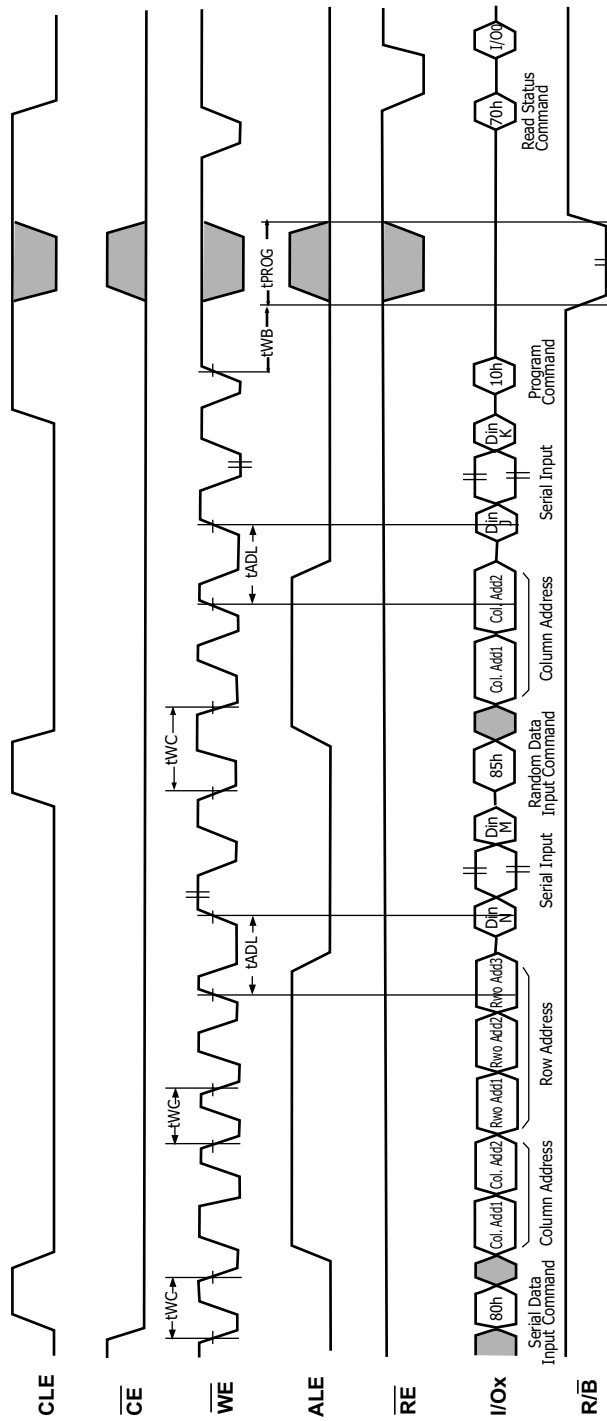 CLE
CE
WE
tWC
tWC
tADL
tWC
tADL
tWB
tPROG
ALE
RE
I/Ox
80h
Col. Add1
Col. Add2
Rwo Add1
Rwo Add2
Rwo Add3
Din
N
Din
M
85h
Col. Add1
Col. Add2
Din
J
Din
K
10h
70h
I/O0
Serial Data
Input Command
Column Address
Row Address
Serial Input
Random Data
Input Command
Column Address
Serial Input
Program
Command
Read Status
Command
R/B